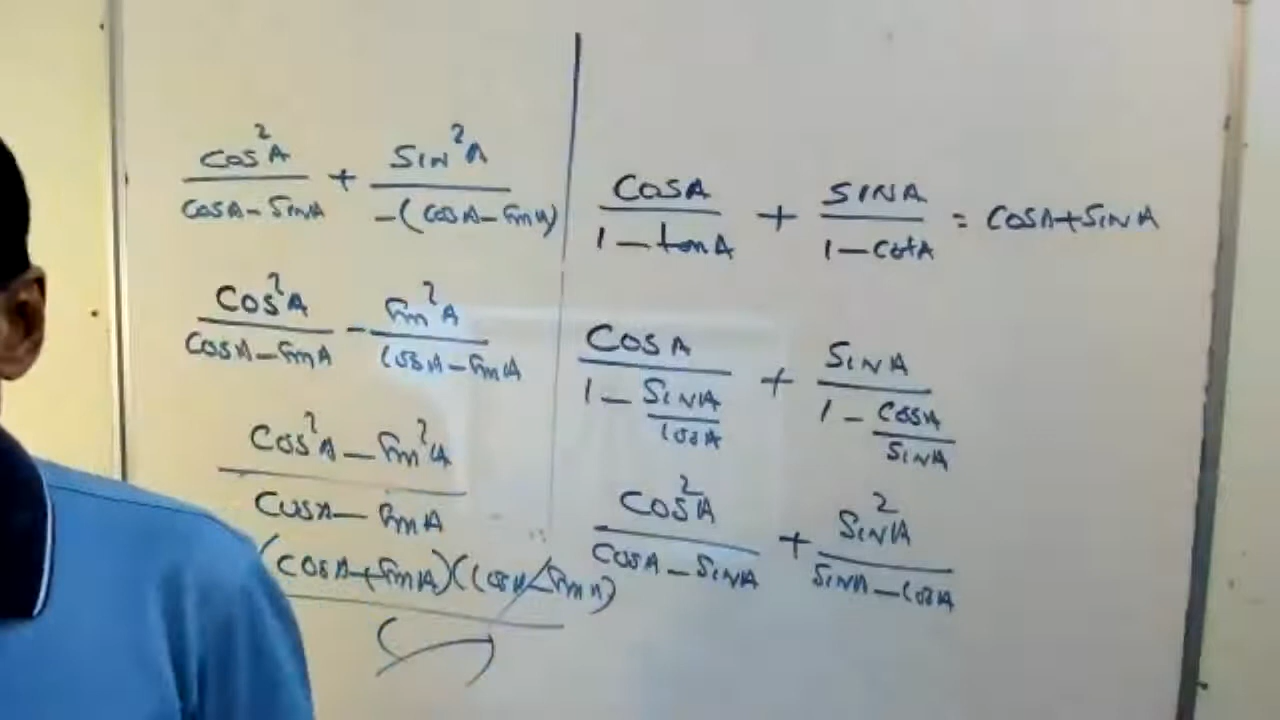 cos²A/(cosA - SinA) + SIN²A/-(cosA - SinA)
cos²A/(cosA - SinA) - Sin²A/(cosA - SinA)
cos²A - Sin²A/(cosA - SinA)
(cosA + SinA)(cosA - SinA)
COSA/(1 - tanA) + SINA/(1 - cotA) = COSA + SINA
COSA/(1 - SINA/cosA) + SINA/(1 - COSA/SINA)
COS²A/(COSA - SINA) + SIN²A/(SINA - COSA)